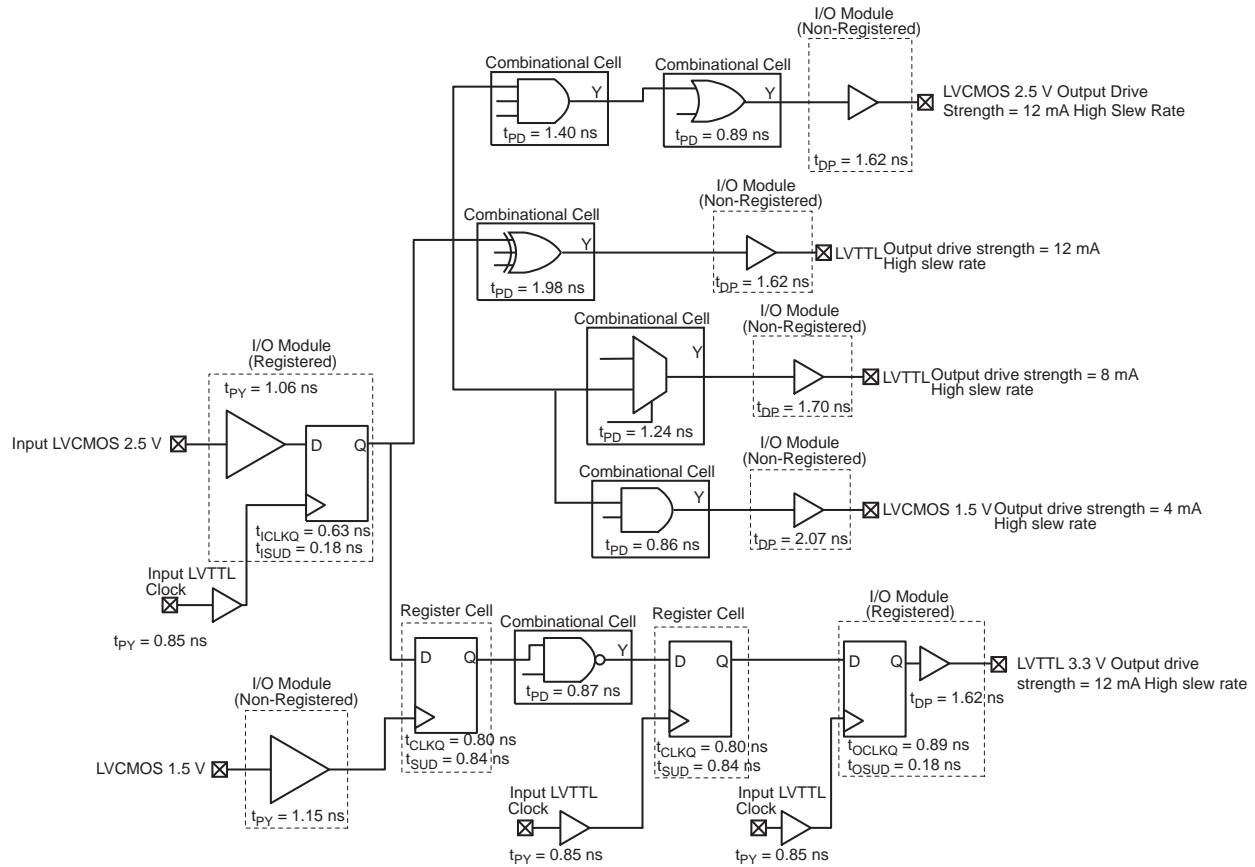 I/O Module
(Non-Registered)
Combinational Cell
Combinational Cell
Y
Y
LVCMOS 2.5 V Output Drive
Strength = 12 mA High Slew Rate
tPD = 1.40 ns
tPD = 0.89 ns
tDP = 1.62 ns
I/O Module
(Non-Registered)
Combinational Cell
Y
LVTTL Output drive strength = 12 mA
High slew rate
tPD = 1.98 ns
tDP = 1.62 ns
Combinational Cell
I/O Module
(Non-Registered)
Y
LVTTL Output drive strength = 8 mA
High slew rate
tPD = 1.24 ns
tDP = 1.70 ns
I/O Module
(Registered)
tPY = 1.06 ns
Input LVCMOS 2.5 V
D
Q
tICLKQ = 0.63 ns
tISUD = 0.18 ns
Combinational Cell
I/O Module
(Non-Registered)
Y
LVCMOS 1.5 V Output drive strength = 4 mA
High slew rate
tPD = 0.86 ns
tDP = 2.07 ns
Input LVTTL
Clock
tPY = 0.85 ns
Register Cell
Combinational Cell
Register Cell
I/O Module
(Registered)
D
Q
Y
D
Q
D
Q
LVTTL 3.3 V Output drive
strength = 12 mA High slew rate
tPD = 0.87 ns
tDP = 1.62 ns
I/O Module
(Non-Registered)
tCLKQ = 0.80 ns
tSUD = 0.84 ns
tCLKQ = 0.80 ns
tSUD = 0.84 ns
tOCLKQ = 0.89 ns
tOSUD = 0.18 ns
LVCMOS 1.5 V
tPY = 1.15 ns
Input LVTTL
Clock
tPY = 0.85 ns
Input LVTTL
Clock
tPY = 0.85 ns